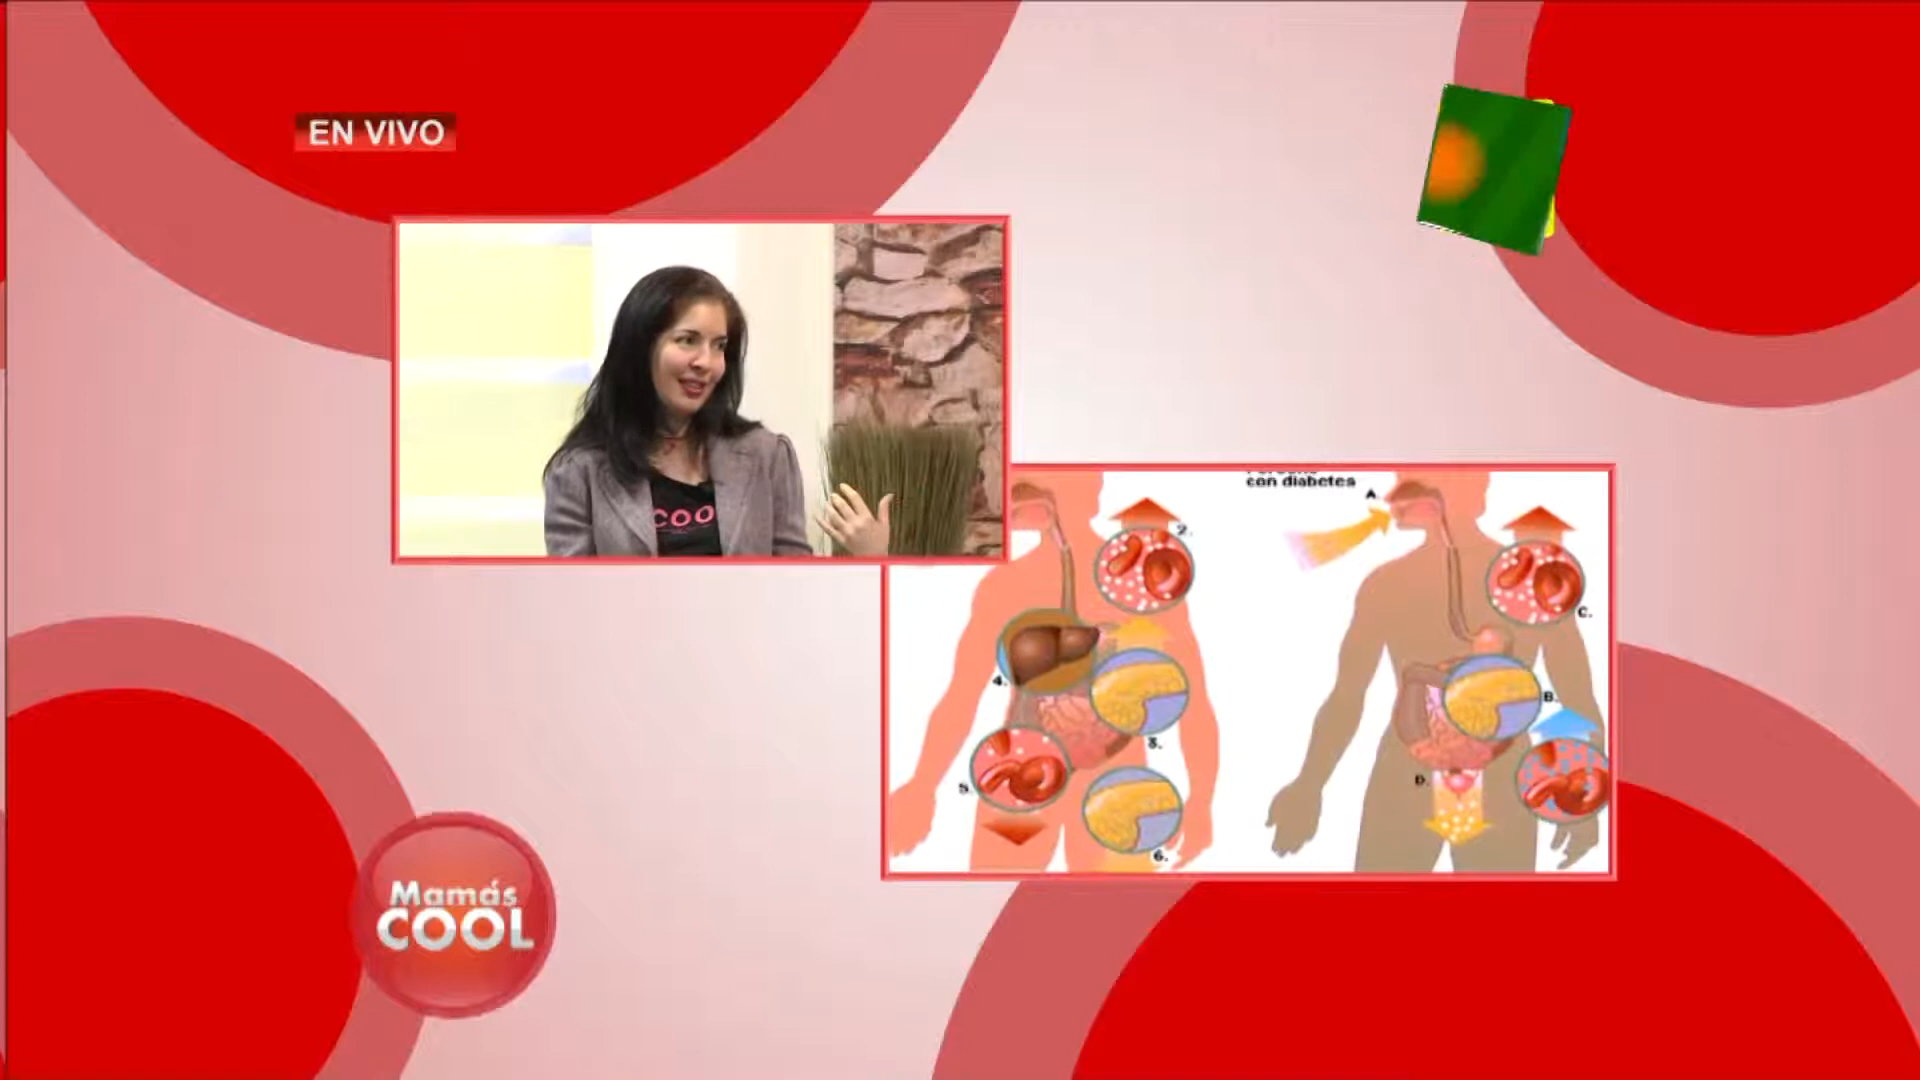 EN VIVO
COO
con diabetes
A.
2.
C.
4.
B.
3.
D.
5.
6.
Mamás
COOL